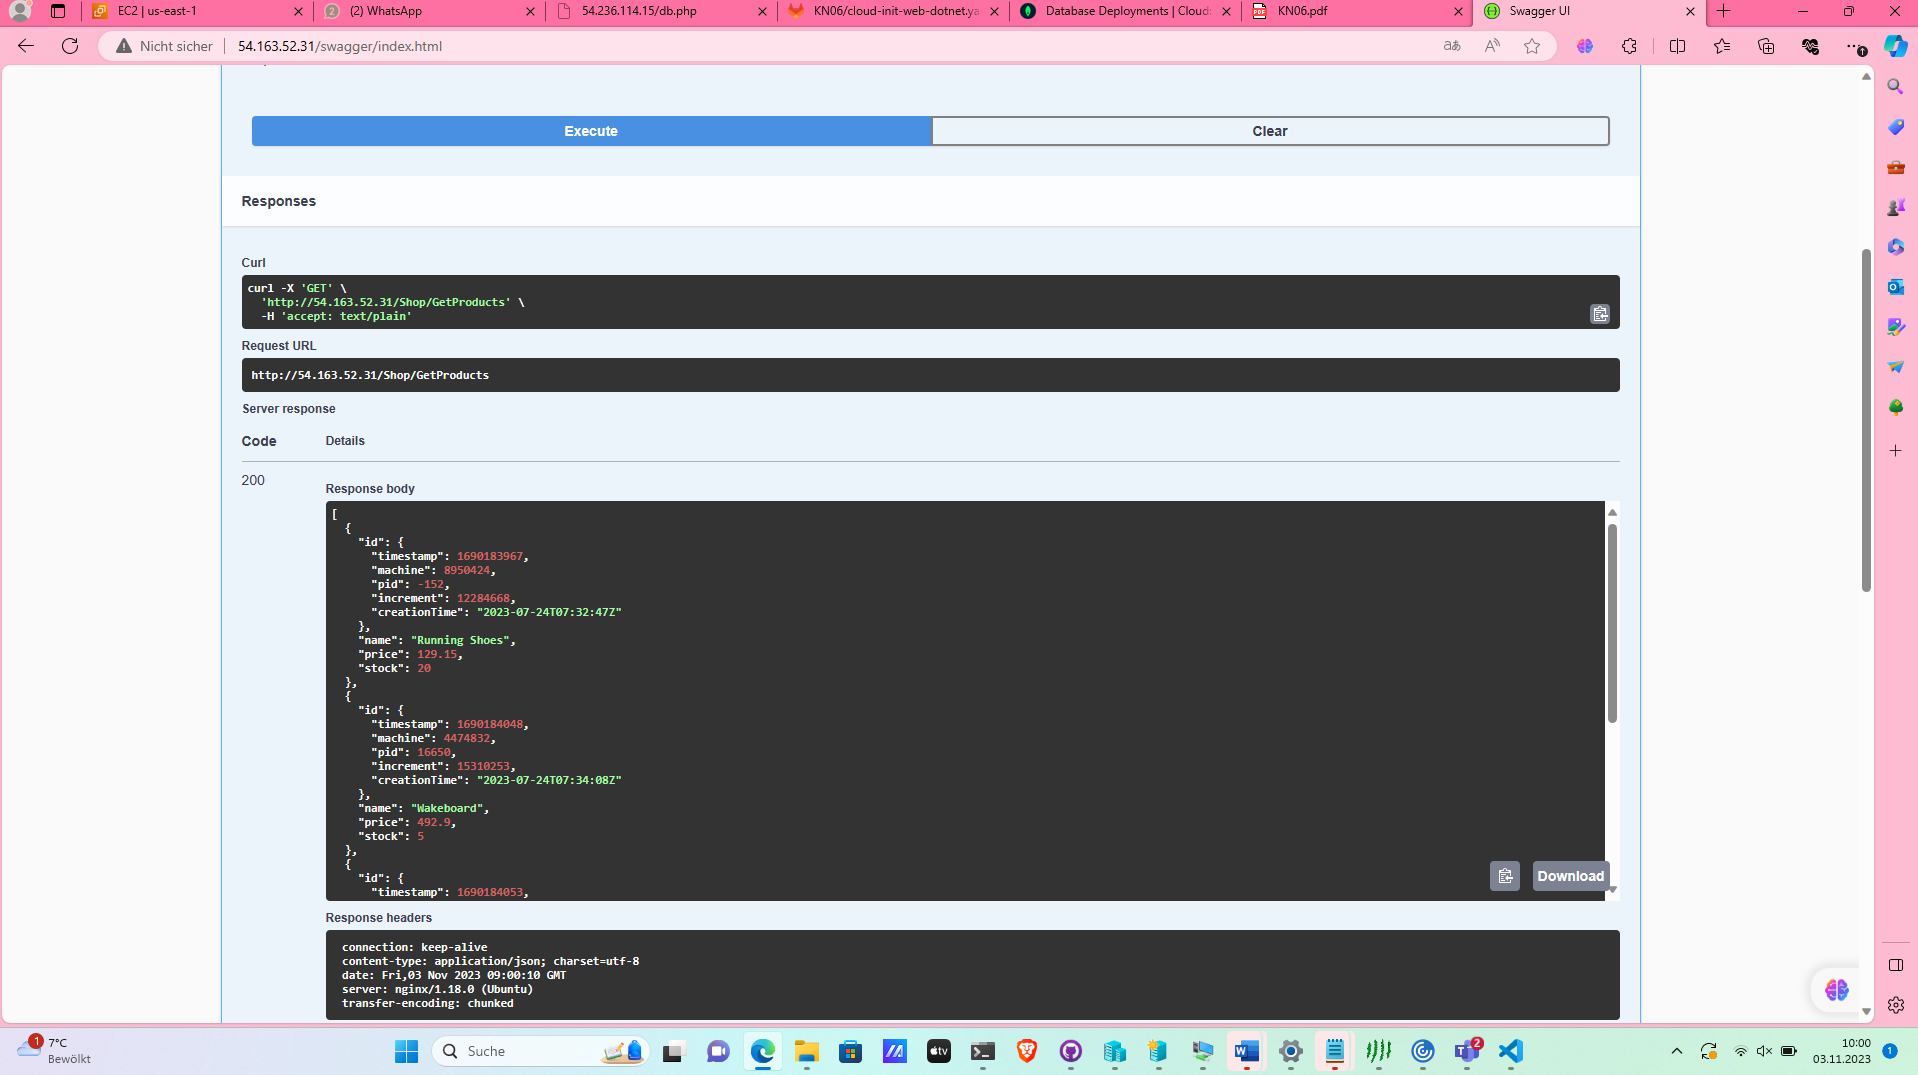 EC2 | us-east-1
(2) WhatsApp
54.236.114.15/db.php
KN06/cloud-init-web-dotnet.ya
Database Deployments | Cloud:
KN06.pdf
Swagger UI
Nicht sicher
54.163.52.31/swagger/index.html
Execute
Clear
Responses
Curl
curl -X 'GET' \
'http://54.163.52.31/Shop/GetProducts' \
-H 'accept: text/plain'
Request URL
http://54.163.52.31/Shop/GetProducts
Server response
Code
Details
200
Response body
[
{
"id": {
"timestamp": 1690183967,
"machine": 8950424,
"pid": -152,
"increment": 12284668,
"creationTime": "2023-07-24T07:32:47Z"
},
"name": "Running Shoes",
"price": 129.15,
"stock": 20
},
{
"id": {
"timestamp": 1690184048,
"machine": 4474832,
"pid": 16650,
"increment": 15310253,
"creationTime": "2023-07-24T07:34:08Z"
},
"name": "Wakeboard",
"price": 492.9,
"stock": 5
},
{
"id": {
"timestamp": 1690184053,
Download
Response headers
connection: keep-alive
content-type: application/json; charset=utf-8
date: Fri,03 Nov 2023 09:00:10 GMT
server: nginx/1.18.0 (Ubuntu)
transfer-encoding: chunked
1
7°C
Bewölkt
Suche
2
10:00
03.11.2023
1